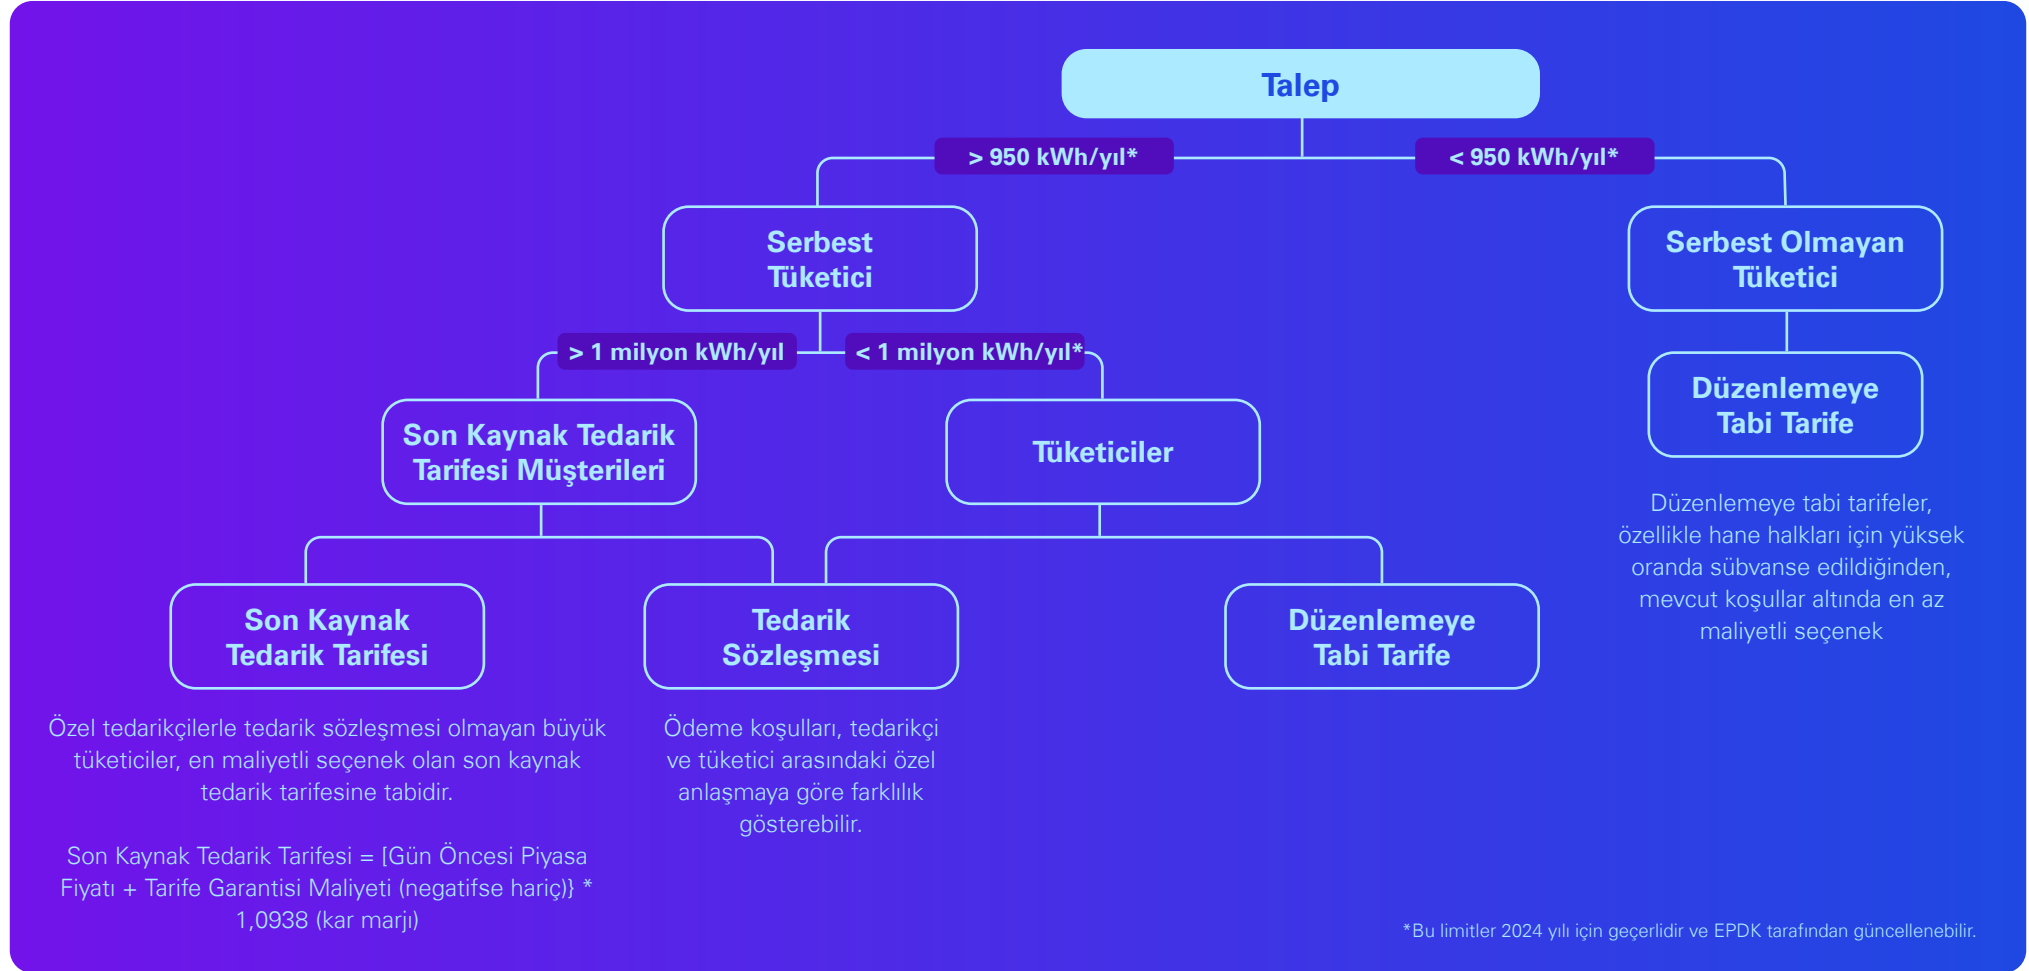 Talep
> 950 kWh/yıl*
< 950 kWh/yıl*
Serbest
Tüketici
Serbest Olmayan
Tüketici
> 1 milyon kWh/yıl
< 1 milyon kWh/yıl*
Düzenlemeye
Tabi Tarife
Son Kaynak Tedarik
Tarifesi Müşterileri
Tüketiciler
Düzenlemeye tabi tarifeler,
özellikle hane halkları için yüksek
oranda sübvanse edildiğinden,
mevcut koşullar altında en az
maliyetli seçenek
Son Kaynak
Tedarik Tarifesi
Tedarik
Sözleşmesi
Düzenlemeye
Tabi Tarife
Özel tedarikçilerle tedarik sözleşmesi olmayan büyük
tüketiciler, en maliyetli seçenek olan son kaynak
tedarik tarifesine tabidir.
Son Kaynak Tedarik Tarifesi = [Gün Öncesi Piyasa
Fiyatı + Tarife Garantisi Maliyeti (negatifse hariç)} *
1,0938 (kar marjı)
Ödeme koşulları, tedarikçi
ve tüketici arasındaki özel
anlaşmaya göre farklılık
gösterebilir.
*Bu limitler 2024 yılı için geçerlidir ve EPDK tarafından güncellenebilir.